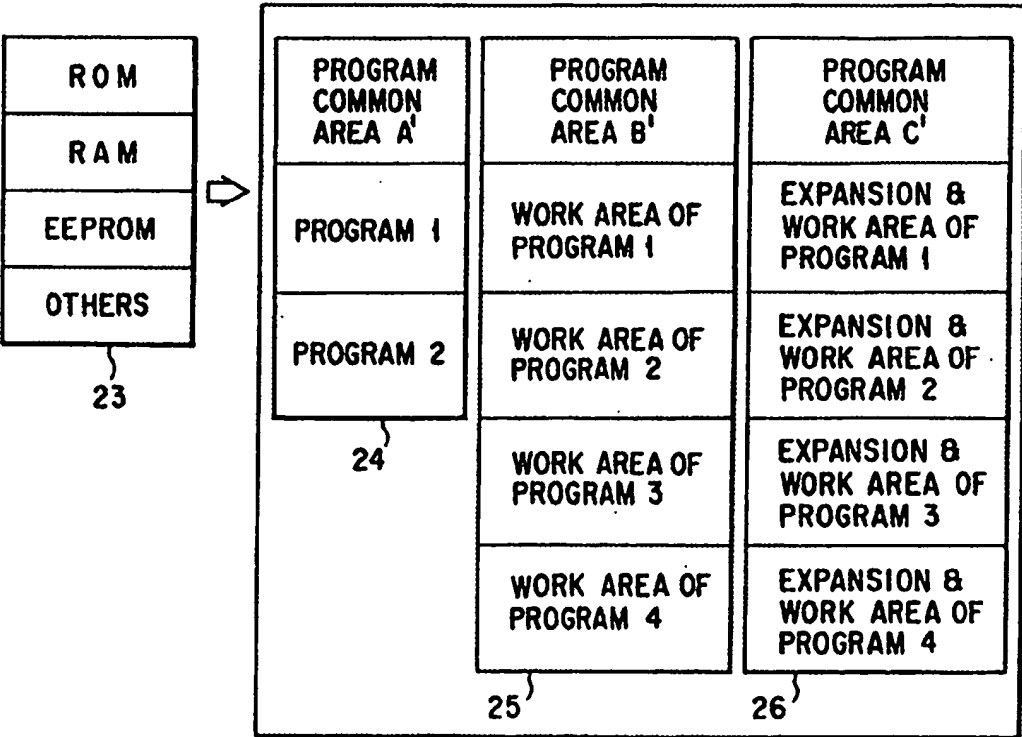 ROM
RAM
EEPROM
OTHERS
23
PROGRAM
COMMON
AREA A'
PROGRAM 1
PROGRAM 2
24
PROGRAM
COMMON
AREA B'
WORK AREA OF
PROGRAM 1
WORK AREA OF
PROGRAM 2
WORK AREA OF
PROGRAM 3
WORK AREA OF
PROGRAM 4
25
PROGRAM
COMMON
AREA C'
EXPANSION &
WORK AREA OF
PROGRAM 1
EXPANSION &
WORK AREA OF
PROGRAM 2
EXPANSION &
WORK AREA OF
PROGRAM 3
EXPANSION &
WORK AREA OF
PROGRAM 4
26